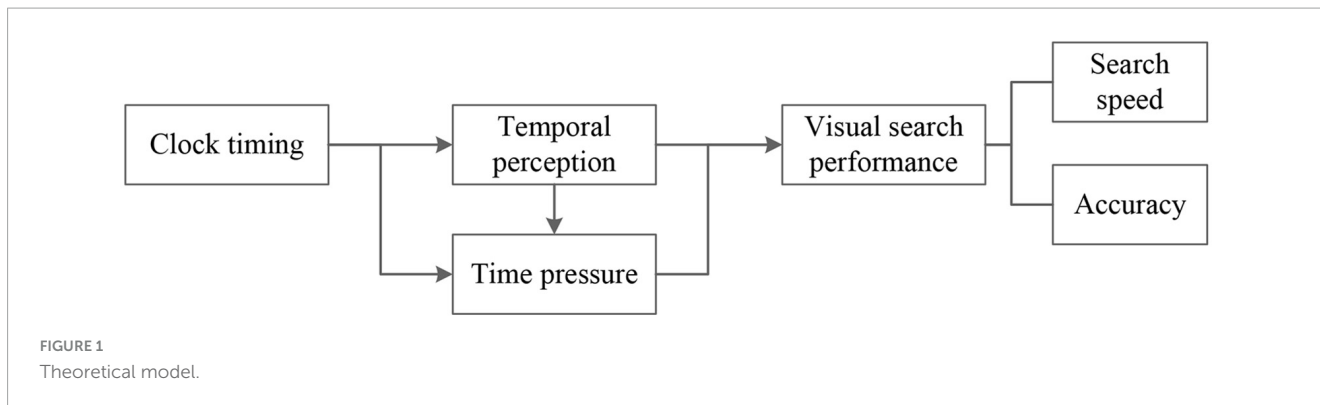 Clock timing
Temporal
perception
Time pressure
Visual search
performance
Search
speed
Accuracy
FIGURE 1
Theoretical model.